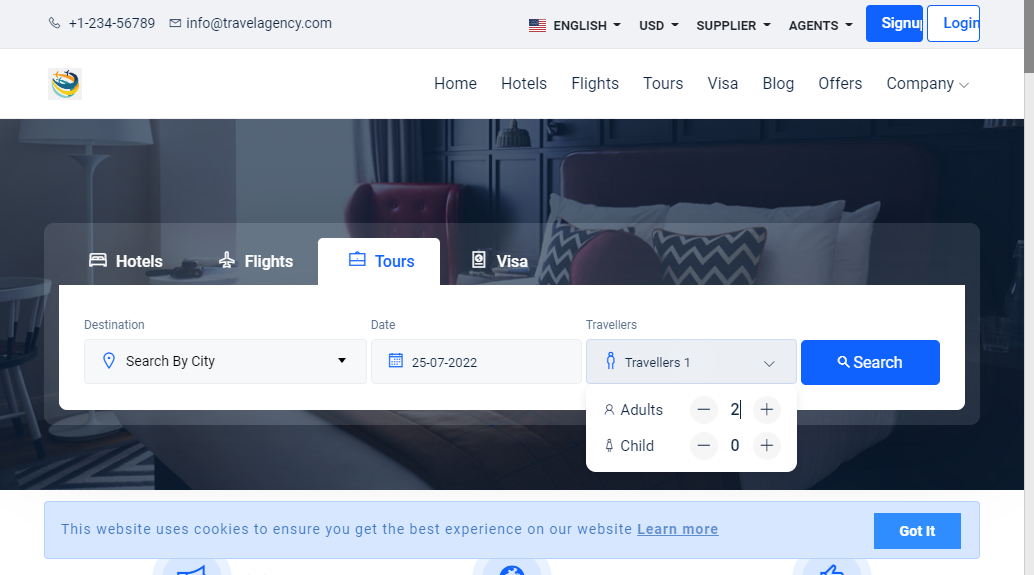 +1-234-56789 info@travelagency.com ENGLISH USD SUPPLIER AGENTS Signup Login
Home Hotels Flights Tours Visa Blog Offers Company
Hotels Flights Tours Visa
Destination Date Travellers
Search By City 25-07-2022 Travellers 1 Search
Adults 2
Child 0
This website uses cookies to ensure you get the best experience on our website Learn more Got It